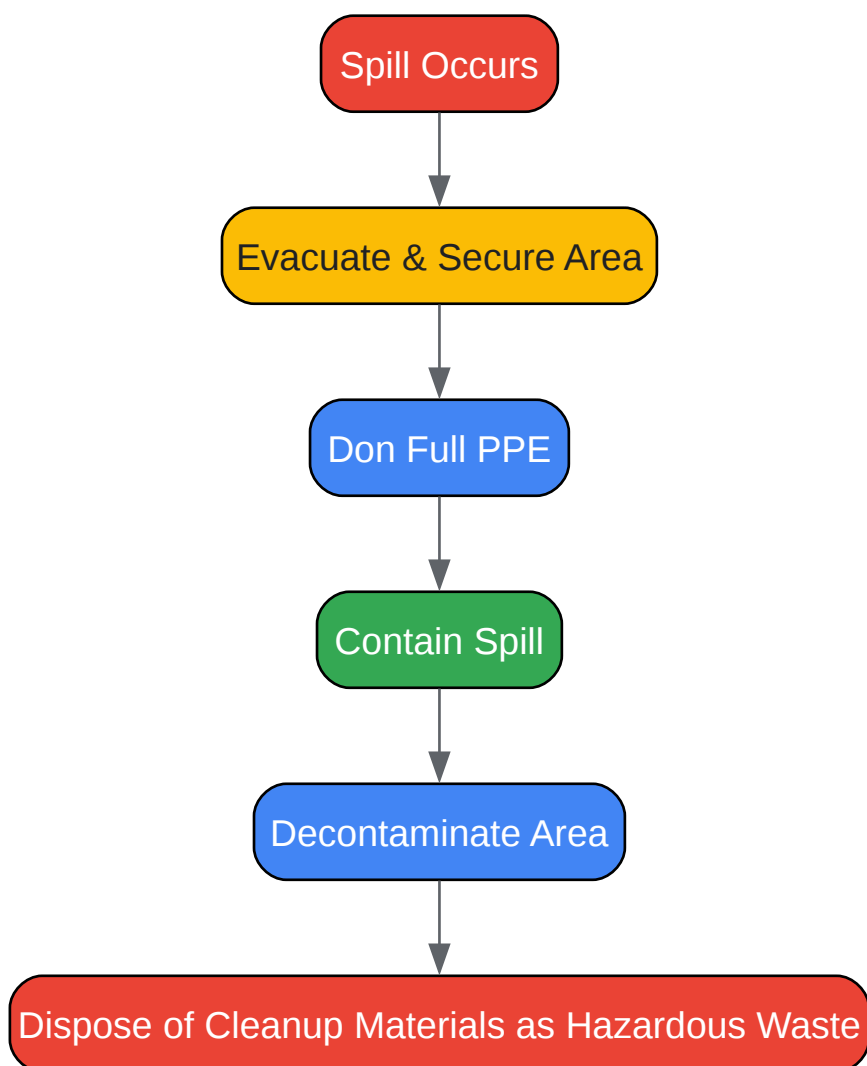 Spill Occurs
Evacuate & Secure Area
Don Full PPE
Contain Spill
Decontaminate Area
Dispose of Cleanup Materials as Hazardous Waste